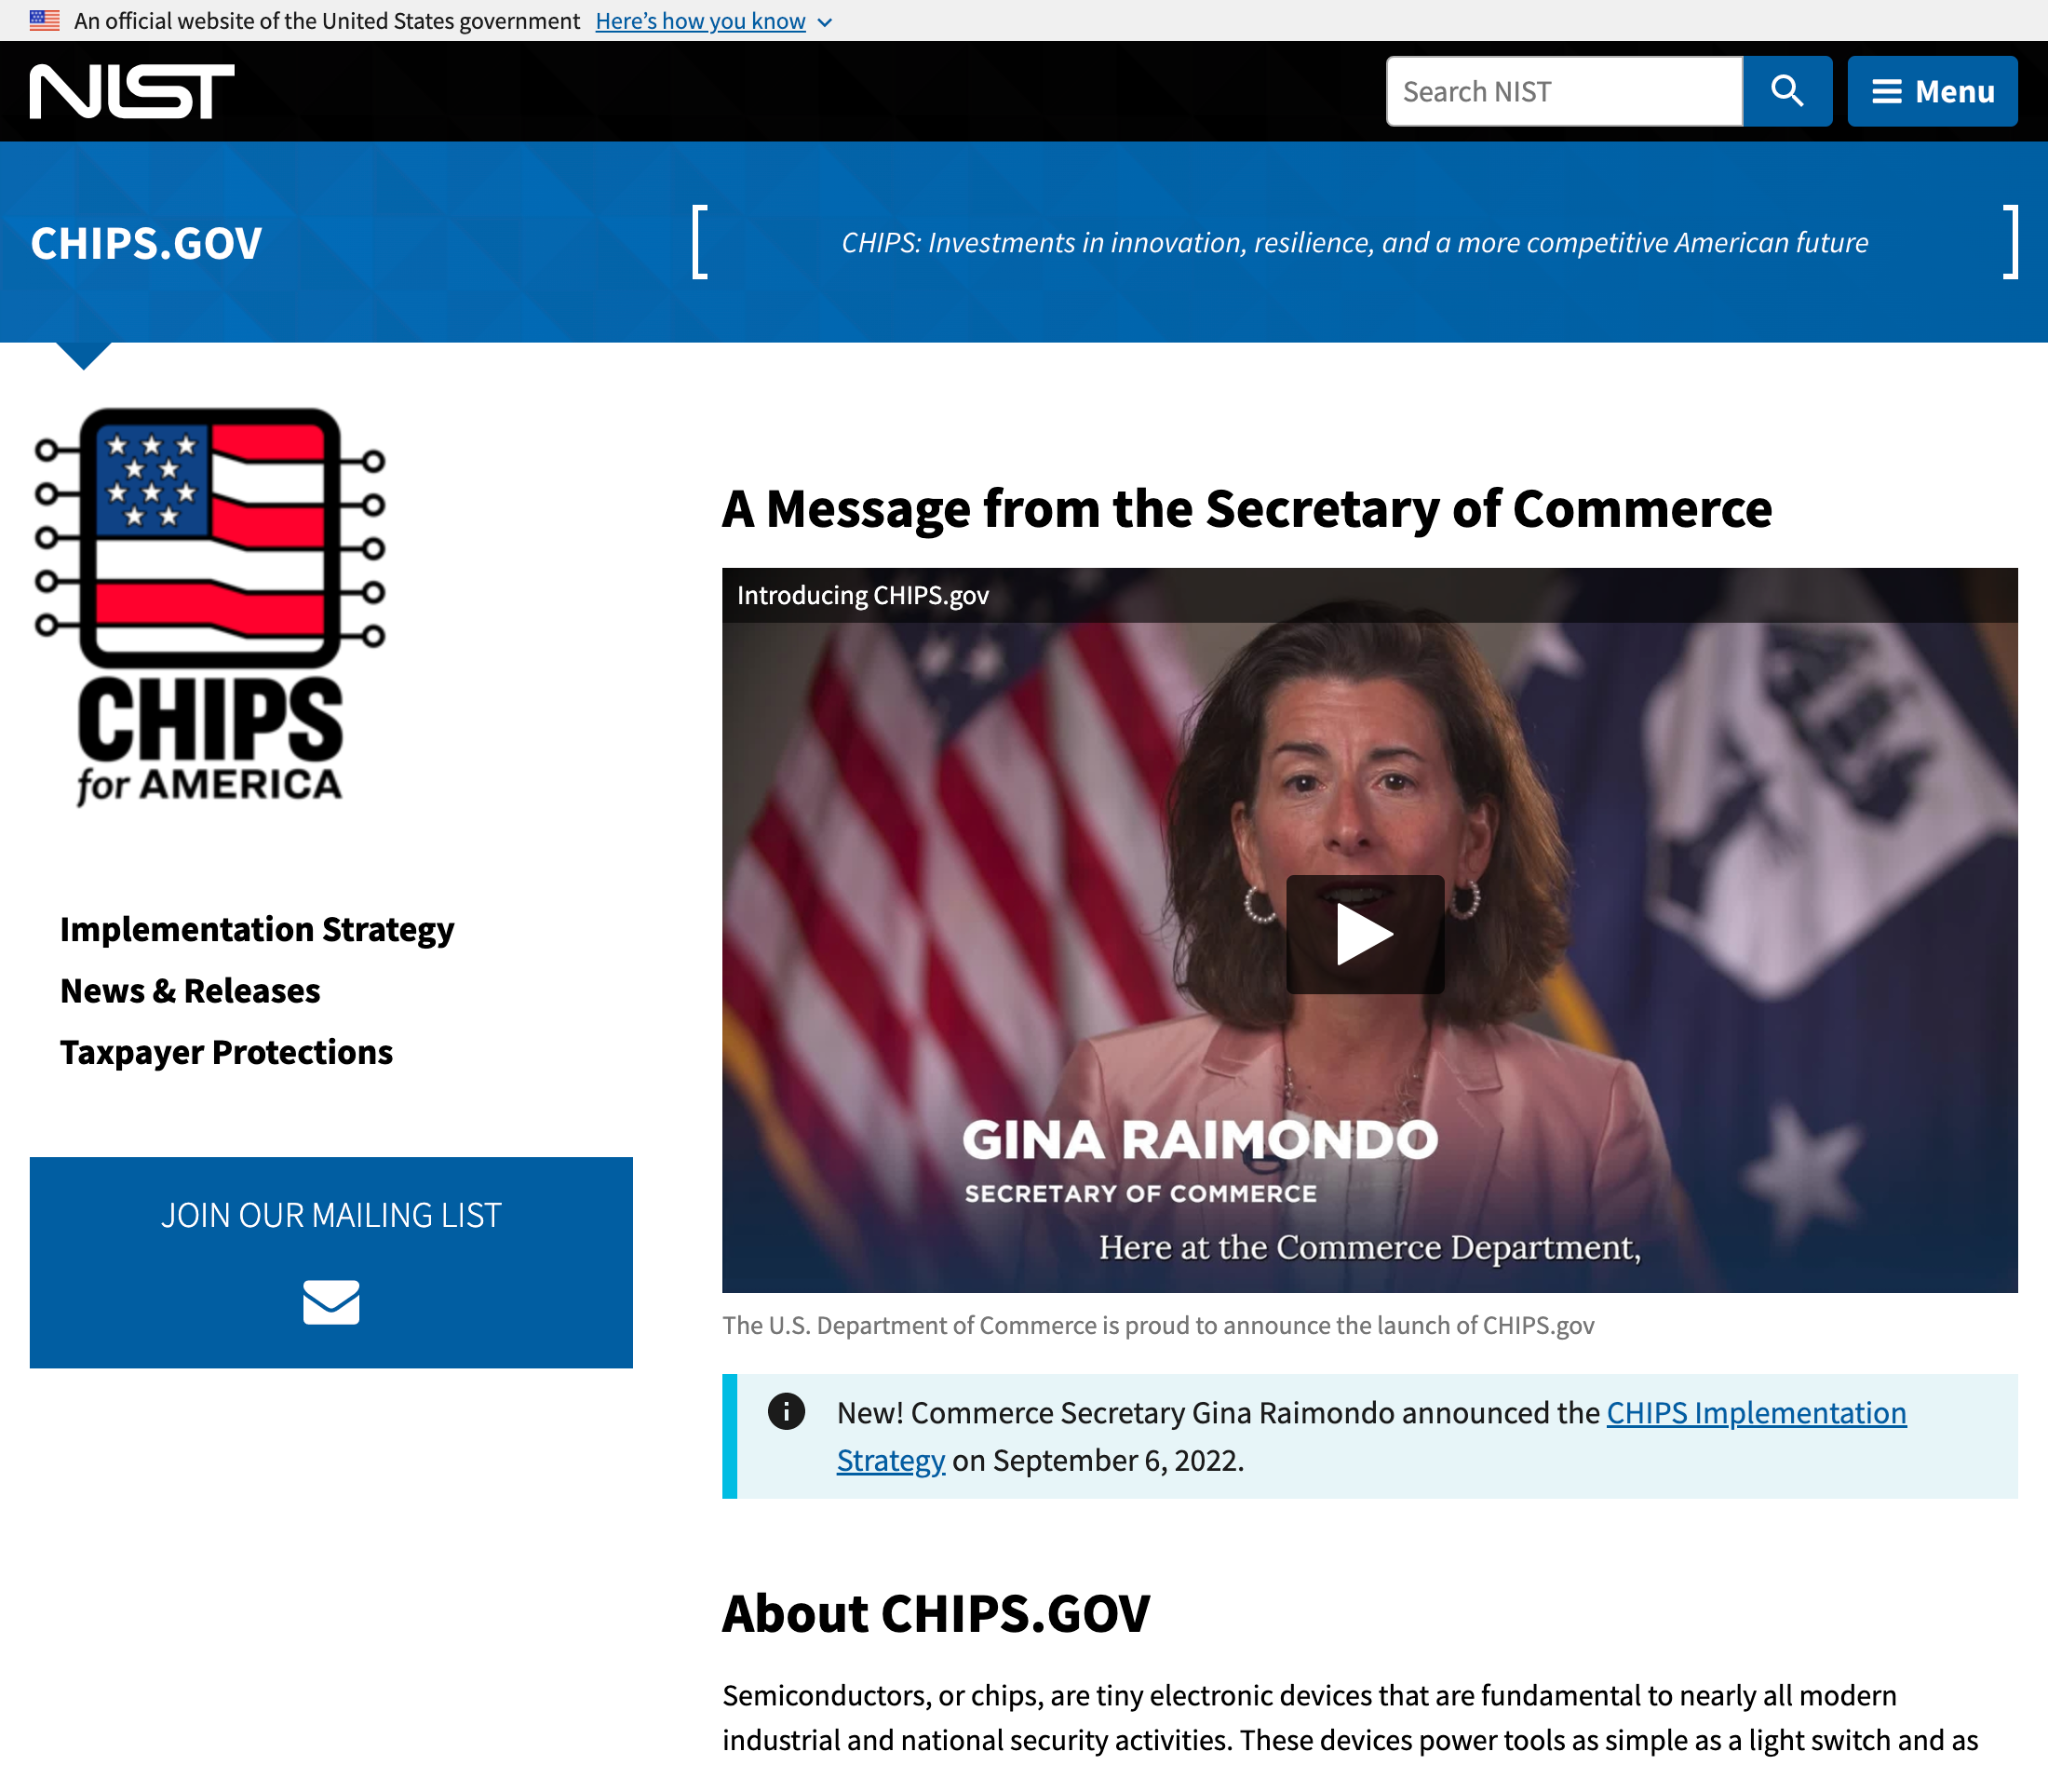 An official website of the United States government Here’s how you know
NIST
Search NIST
Menu
CHIPS.GOV
CHIPS: Investments in innovation, resilience, and a more competitive American future
CHIPS
for AMERICA
Implementation Strategy
News & Releases
Taxpayer Protections
JOIN OUR MAILING LIST
A Message from the Secretary of Commerce
Introducing CHIPS.gov
GINA RAIMONDO
SECRETARY OF COMMERCE
Here at the Commerce Department,
The U.S. Department of Commerce is proud to announce the launch of CHIPS.gov
New! Commerce Secretary Gina Raimondo announced the CHIPS Implementation
Strategy on September 6, 2022.
About CHIPS.GOV
Semiconductors, or chips, are tiny electronic devices that are fundamental to nearly all modern
industrial and national security activities. These devices power tools as simple as a light switch and as